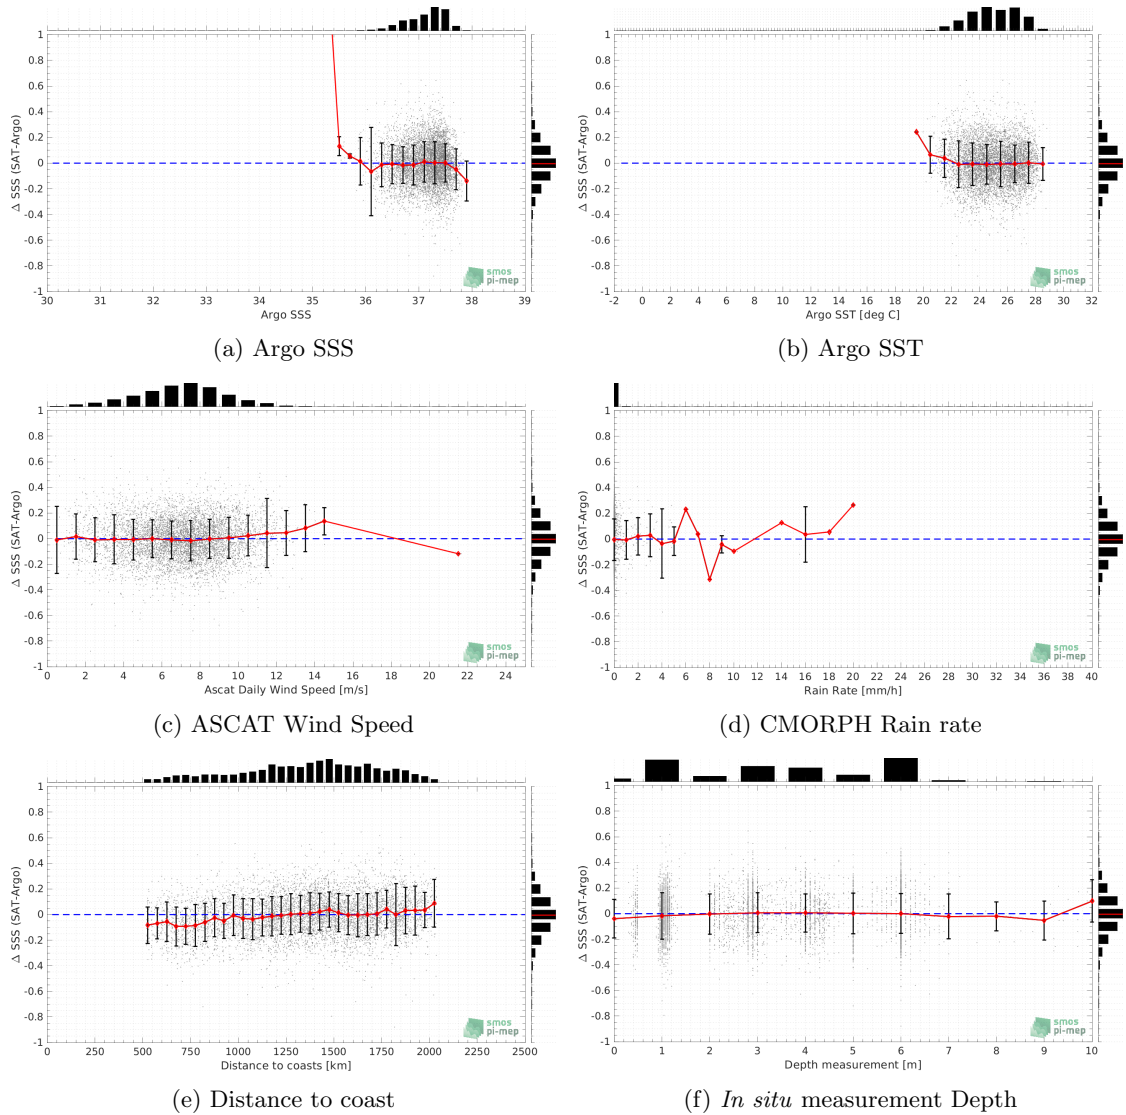 1
0.8
0.6
0.4
0.2
0
-0.2
-0.4
-0.6
-0.8
-1
Δ SSS (SAT-Argo)
30 31 32 33 34 35 36 37 38 39
Argo SSS
smos
pi-mep
(a) Argo SSS
1
0.8
0.6
0.4
0.2
0
-0.2
-0.4
-0.6
-0.8
-1
Δ SSS (SAT-Argo)
-2 0 2 4 6 8 10 12 14 16 18 20 22 24 26 28 30 32
Argo SST [deg C]
smos
pi-mep
(b) Argo SST
1
0.8
0.6
0.4
0.2
0
-0.2
-0.4
-0.6
-0.8
-1
Δ SSS (SAT-Argo)
0 2 4 6 8 10 12 14 16 18 20 22 24
Ascat Daily Wind Speed [m/s]
smos
pi-mep
(c) ASCAT Wind Speed
1
0.8
0.6
0.4
0.2
0
-0.2
-0.4
-0.6
-0.8
-1
Δ SSS (SAT-Argo)
0 2 4 6 8 10 12 14 16 18 20 22 24 26 28 30 32 34 36 38 40
Rain Rate [mm/h]
smos
pi-mep
(d) CMORPH Rain rate
1
0.8
0.6
0.4
0.2
0
-0.2
-0.4
-0.6
-0.8
-1
Δ SSS (SAT-Argo)
0 250 500 750 1000 1250 1500 1750 2000 2250 2500
Distance to coasts [km]
smos
pi-mep
(e) Distance to coast
1
0.8
0.6
0.4
0.2
0
-0.2
-0.4
-0.6
-0.8
-1
Δ SSS (SAT-Argo)
0 1 2 3 4 5 6 7 8 9 10
Depth measurement [m]
smos
pi-mep
(f) In situ measurement Depth